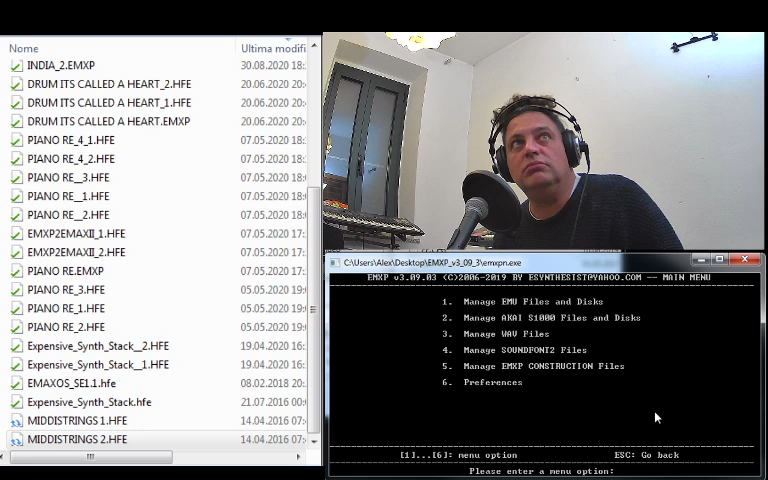 Nome Ultima modifi
INDIA_2.EMXP 30.08.2020 18:
DRUM ITS CALLED A HEART_2.HFE 20.06.2020 20:
DRUM ITS CALLED A HEART_1.HFE 20.06.2020 20:
DRUM ITS CALLED A HEART.EMXP 20.06.2020 20:
PIANO RE_4_1.HFE 07.05.2020 18:
PIANO RE_4_2.HFE 07.05.2020 18:
PIANO RE__3.HFE 07.05.2020 18:
PIANO RE__1.HFE 07.05.2020 18:
PIANO RE__2.HFE 07.05.2020 18:
EMXP2EMAXII_1.HFE 07.05.2020 18:
EMXP2EMAXII_2.HFE 07.05.2020 18:
PIANO RE.EMXP 07.05.2020 18:
PIANO RE_3.HFE 05.05.2020 19:
PIANO RE_1.HFE 05.05.2020 19:
PIANO RE_2.HFE 05.05.2020 19:
Expensive_Synth_Stack__2.HFE 19.04.2020 16:
Expensive_Synth_Stack__1.HFE 19.04.2020 16:
EMAXOS_SE1.1.hfe 08.02.2018 20:
Expensive_Synth_Stack.hfe 21.07.2016 00:
MIDDISTRINGS 1.HFE 14.04.2016 07:
MIDDISTRINGS 2.HFE 14.04.2016 07:
C:\Users\Alex\Desktop\EMXP_v3_09_3\emxpn.exe
EMXP v3.09.03 (C)2006-2019 BY ESYNTHESIST@YAHOO.COM -- MAIN MENU
1. Manage EMU Files and Disks
2. Manage AKAI S1000 Files and Disks
3. Manage WAV Files
4. Manage SOUNDFONT2 Files
5. Manage EMXP CONSTRUCTION Files
6. Preferences
[1]...[6]: menu option ESC: Go back
Please enter a menu option: